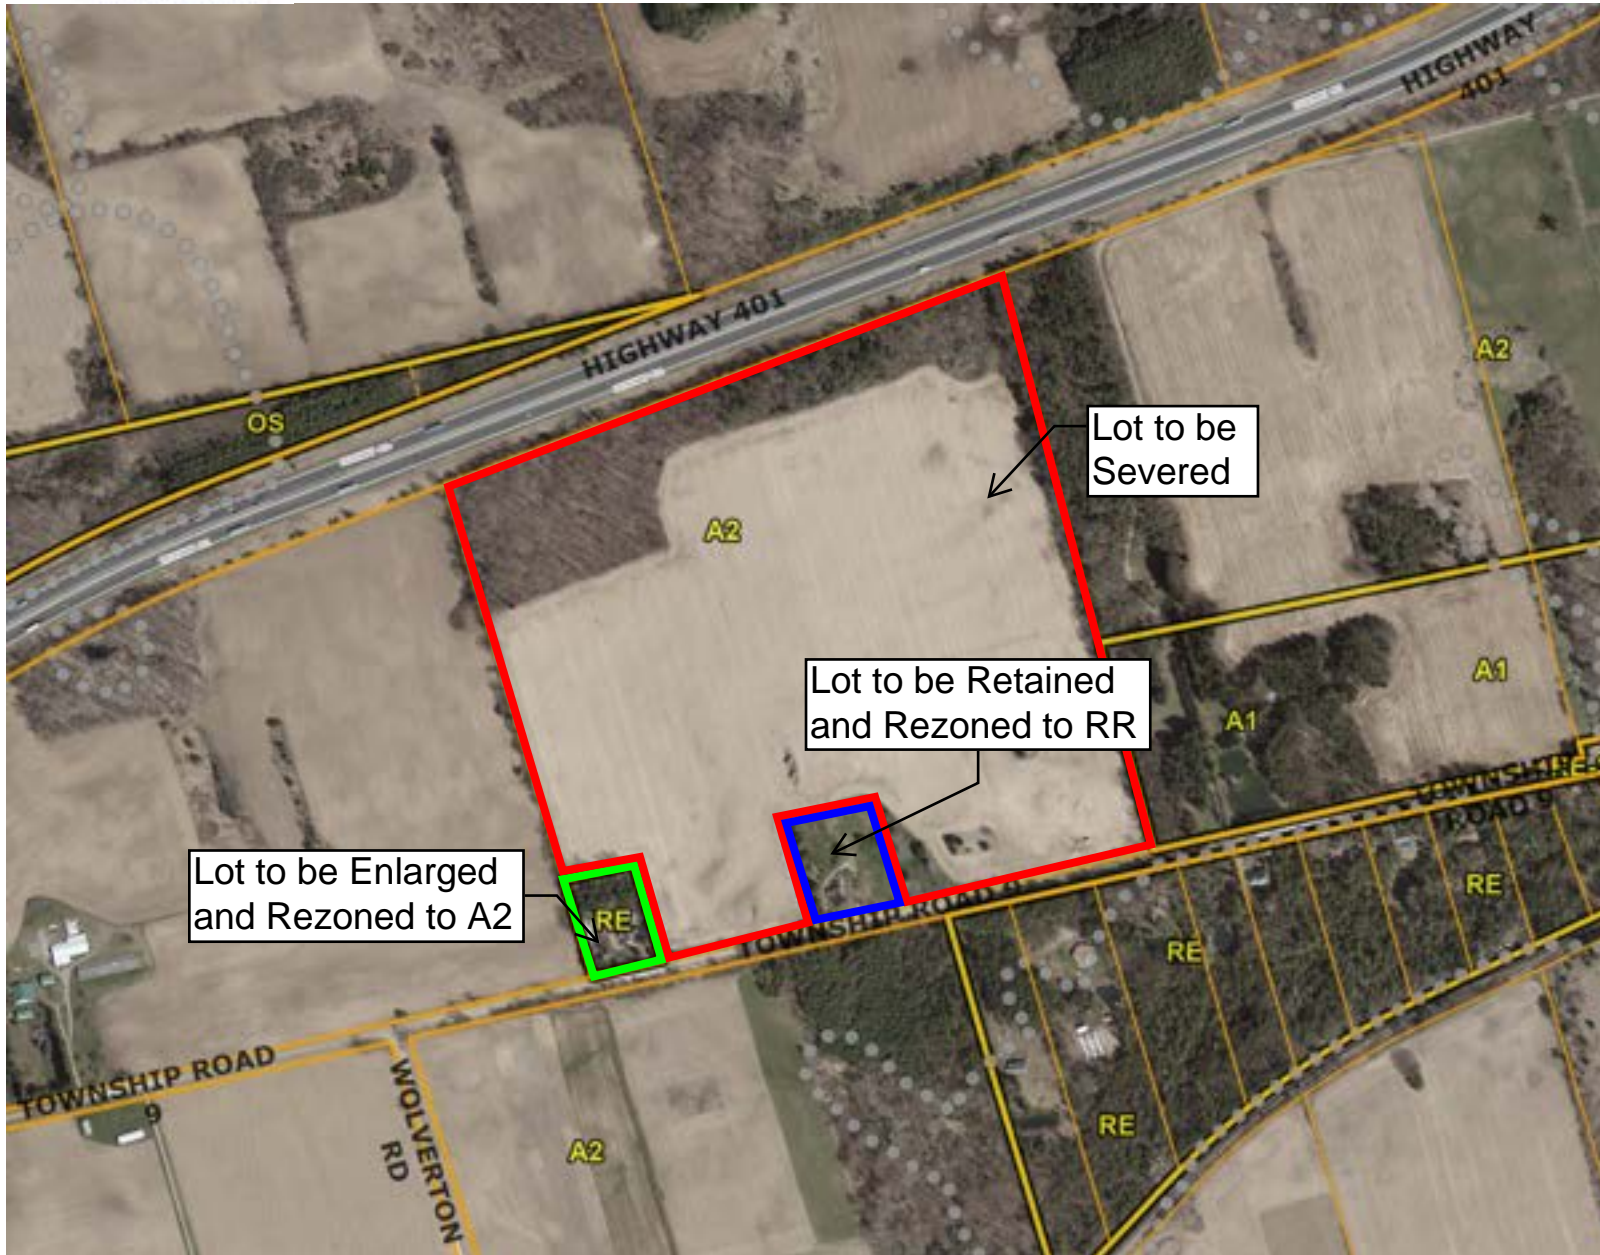 HIGHWAY
401
HIGHWAY 401
A2
OS
Lot to be
Severed
A2
Lot to be Retained
and Rezoned to RR
A1
A1
TOWNSHIP
ROAD 9
Lot to be Enlarged
and Rezoned to A2
RE
RE
TOWNSHIP ROAD 9
RE
TOWNSHIP ROAD
9
WOLVERTON
RD
A2
RE